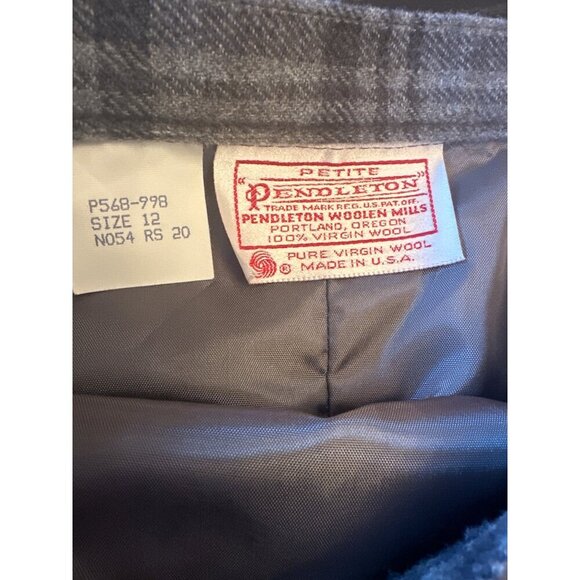 P568-998
SIZE 12
N054 RS 20
PETITE
"PENDLETON"
TRADE MARK REG. U.S. PAT. OFF.
PENDLETON WOOLEN MILLS
PORTLAND, OREGON
100% VIRGIN WOOL
PURE VIRGIN WOOL
® MADE IN U.S.A.